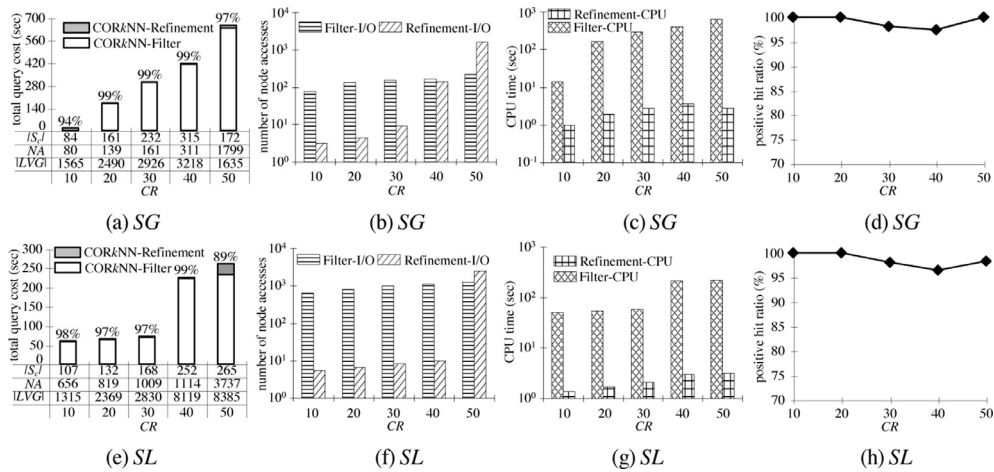 total query cost (sec)
700
560
420
280
140
0
CORkNN-Refinement
CORkNN-Filter
94%
99%
99%
99%
97%
|Sc| 84 161 232 315 172
NA 80 139 161 311 1799
|LVG| 1565 2490 2926 3218 1635
10 20 30 40 50
CR
(a) SG
number of node accesses
10^4
10^3
10^2
10^1
10^0
Filter-I/O Refinement-I/O
10 20 30 40 50
CR
(b) SG
CPU time (sec)
10^3
10^2
10^1
10^0
10^-1
Refinement-CPU
Filter-CPU
10 20 30 40 50
CR
(c) SG
positive hit ratio (%)
100
95
90
85
80
75
70
10 20 30 40 50
CR
(d) SG
total query cost (sec)
300
250
200
150
100
50
0
CORkNN-Refinement
CORkNN-Filter
98%
97%
97%
99%
89%
|Sc| 107 132 168 252 265
NA 656 819 1009 1114 3737
|LVG| 1315 2369 2830 8119 8385
10 20 30 40 50
CR
(e) SL
number of node accesses
10^4
10^3
10^2
10^1
10^0
Filter-I/O Refinement-I/O
10 20 30 40 50
CR
(f) SL
CPU time (sec)
10^3
10^2
10^1
10^0
Refinement-CPU
Filter-CPU
10 20 30 40 50
CR
(g) SL
positive hit ratio (%)
100
95
90
85
80
75
70
10 20 30 40 50
CR
(h) SL